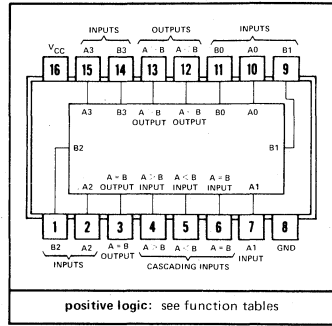 INPUTS OUTPUTS INPUTS
VCC A3 B3 A B A B B0 A0 B1
16 15 14 13 12 11 10 9
A3 B3 A B A B B0 A0
OUTPUT OUTPUT
B2 B1
A = B A > B A < B A = B
A2 OUTPUT INPUT INPUT INPUT A1
1 2 3 4 5 6 7 8
B2 A2 A = B A > B A < B A = B A1 GND
INPUTS OUTPUT CASCADING INPUTS INPUT
positive logic: see function tables